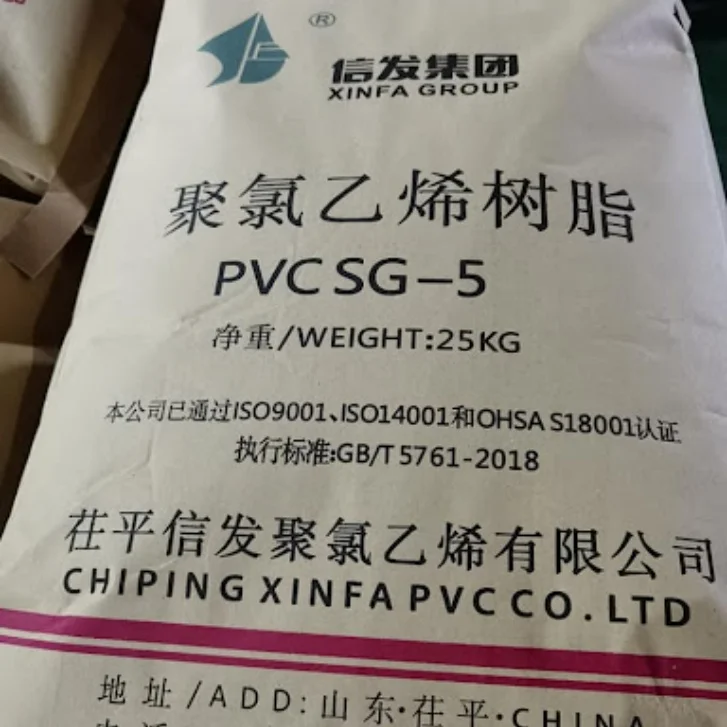 ®
信发集团
XINFA GROUP
聚氯乙烯树脂
PVC SG-5
净重/WEIGHT:25KG
本公司已通过ISO9001、ISO14001和OHSA S18001认证
执行标准:GB/T 5761-2018
茌平信发聚氯乙烯有限公司
CHIPING XINFA PVC CO. LTD
地址/ADD:山东·茌平·CHINA